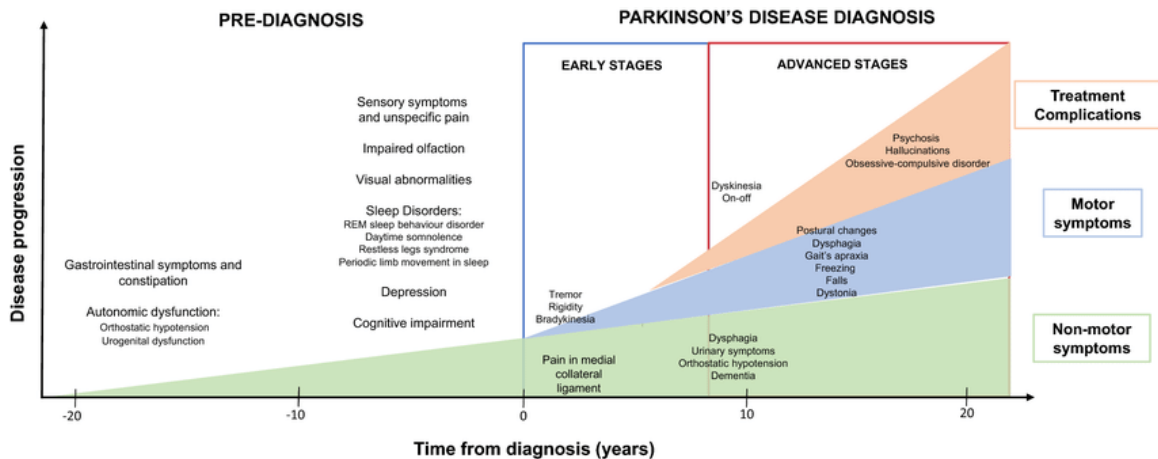 PRE-DIAGNOSIS
PARKINSON'S DISEASE DIAGNOSIS
EARLY STAGES
ADVANCED STAGES
Disease progression
Gastrointestinal symptoms and
constipation
Autonomic dysfunction:
Orthostatic hypotension
Urogenital dysfunction
Sensory symptoms
and unspecific pain
Impaired olfaction
Visual abnormalities
Sleep Disorders:
REM sleep behaviour disorder
Daytime somnolence
Restless legs syndrome
Periodic limb movement in sleep
Depression
Cognitive impairment
Tremor
Rigidity
Bradykinesia
Pain in medial
collateral
ligament
Dyskinesia
On-off
Psychosis
Hallucinations
Obsessive-compulsive disorder
Postural changes
Dysphagia
Gait's apraxia
Freezing
Falls
Dystonia
Dysphagia
Urinary symptoms
Orthostatic hypotension
Dementia
Treatment
Complications
Motor
symptoms
Non-motor
symptoms
-20
-10
0
10
20
Time from diagnosis (years)